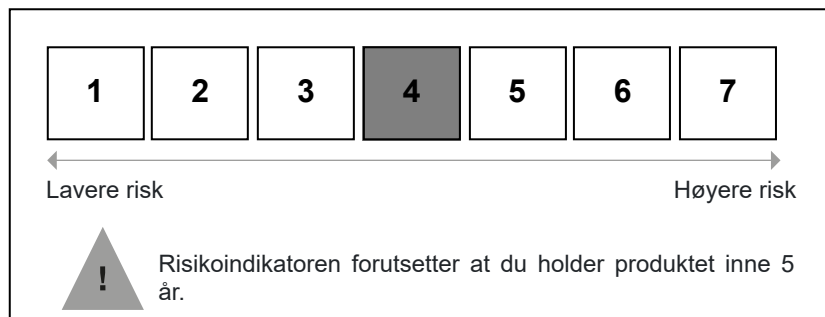 1 2 3 4 5 6 7
Lavere risk Høyere risk
! Risikoindikatoren forutsetter at du holder produktet inne 5
år.